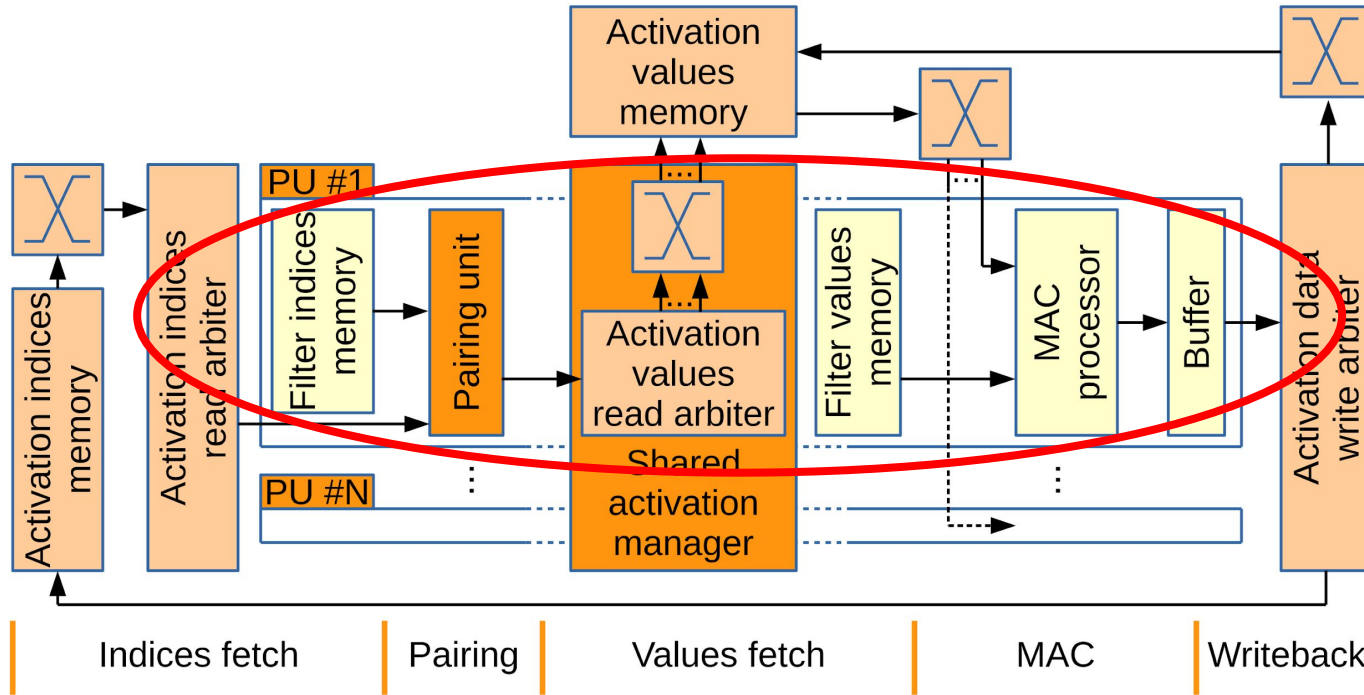 Activation
values
memory
PU #1
...
...
Activation indices
memory
Activation indices
read arbiter
Filter indices
memory
Pairing unit
...
Activation
values
read arbiter
Shared
activation
manager
Filter values
memory
MAC
processor
Buffer
Activation data
write arbiter
...
...
PU #N
Indices fetch
Pairing
Values fetch
MAC
Writeback